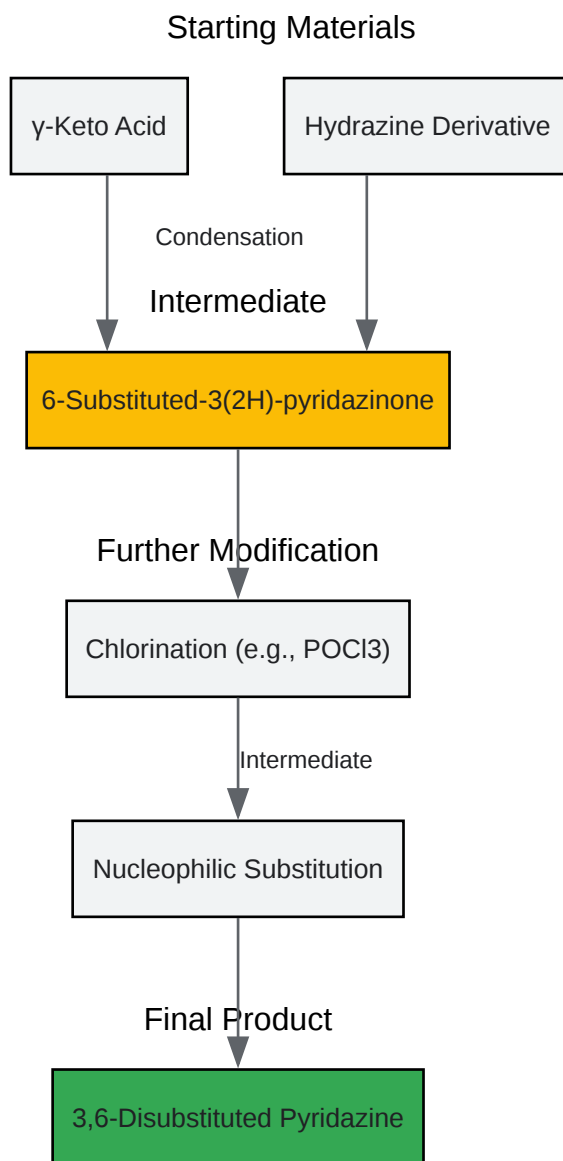 Starting Materials
γ-Keto Acid
Hydrazine Derivative
Condensation
Intermediate
6-Substituted-3(2H)-pyridazinone
Further Modification
Chlorination (e.g., POCl3)
Intermediate
Nucleophilic Substitution
Final Product
3,6-Disubstituted Pyridazine